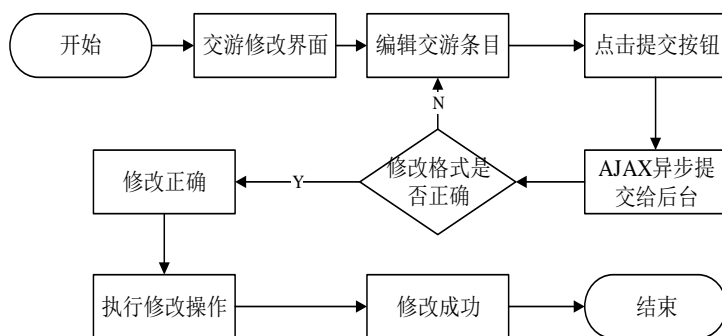 开始
交游修改界面
编辑交游条目
点击提交按钮
N
修改正确
Y
修改格式是
否正确
AJAX异步提
交给后台
执行修改操作
修改成功
结束